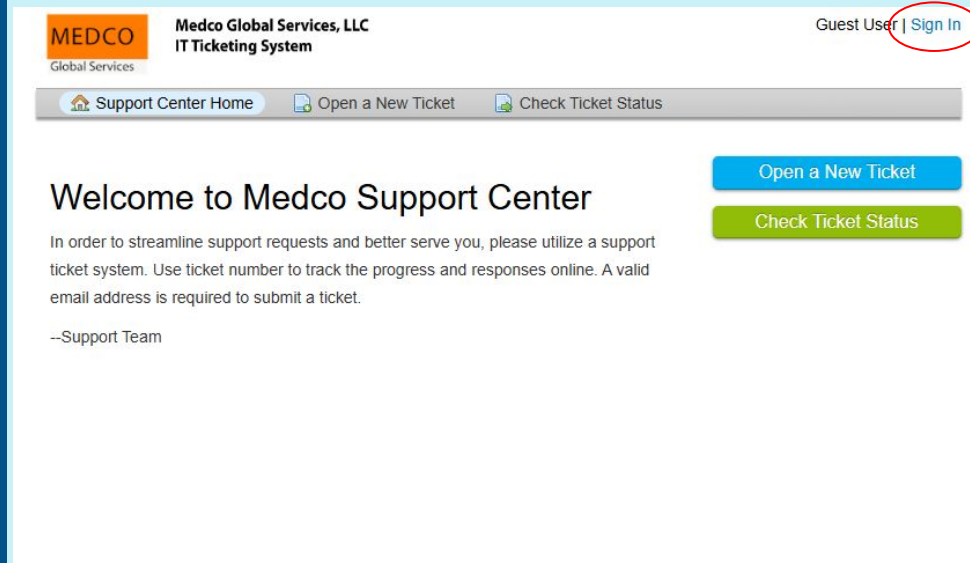 MEDCO
Global Services
Medco Global Services, LLC
IT Ticketing System
Guest User | Sign In
Support Center Home
Open a New Ticket
Check Ticket Status
Open a New Ticket
Check Ticket Status
Welcome to Medco Support Center
In order to streamline support requests and better serve you, please utilize a support
ticket system. Use ticket number to track the progress and responses online. A valid
email address is required to submit a ticket.
--Support Team